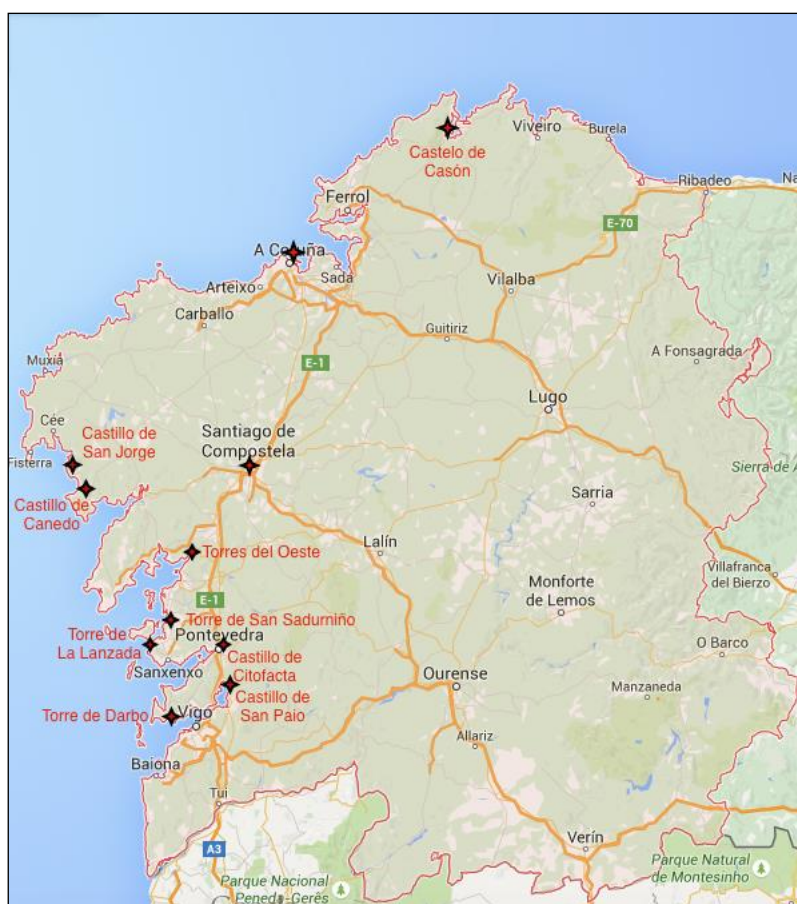 Viveiro
Burela
Castelo de
Casón
Ribadeo
Na
Ferrol
E-70
A Coruña
Sada
Arteixo
Vilalba
Carballo
Guitiriz
Muxía
E-1
A Fonsagrada
Lugo
Cée
Castillo de
San Jorge
Santiago de
Compostela
Fisterra
Sierra de A
Castillo de
Canedo
Sarria
Lalín
Torres del Oeste
Villafranca
del Bierzo
Monforte
de Lemos
E-1
Torre de San Sadurniño
Torre de
La Lanzada
Pontevedra
O Barco
Sanxenxo
Castillo de
Citofacta
Ourense
Castillo de
San Paio
Manzaneda
Torre de Darbo
Vigo
Allariz
Baiona
Tui
A3
Verín
Parque Natural
de Montesinho
Parque Nacional
Peneda-Gerês